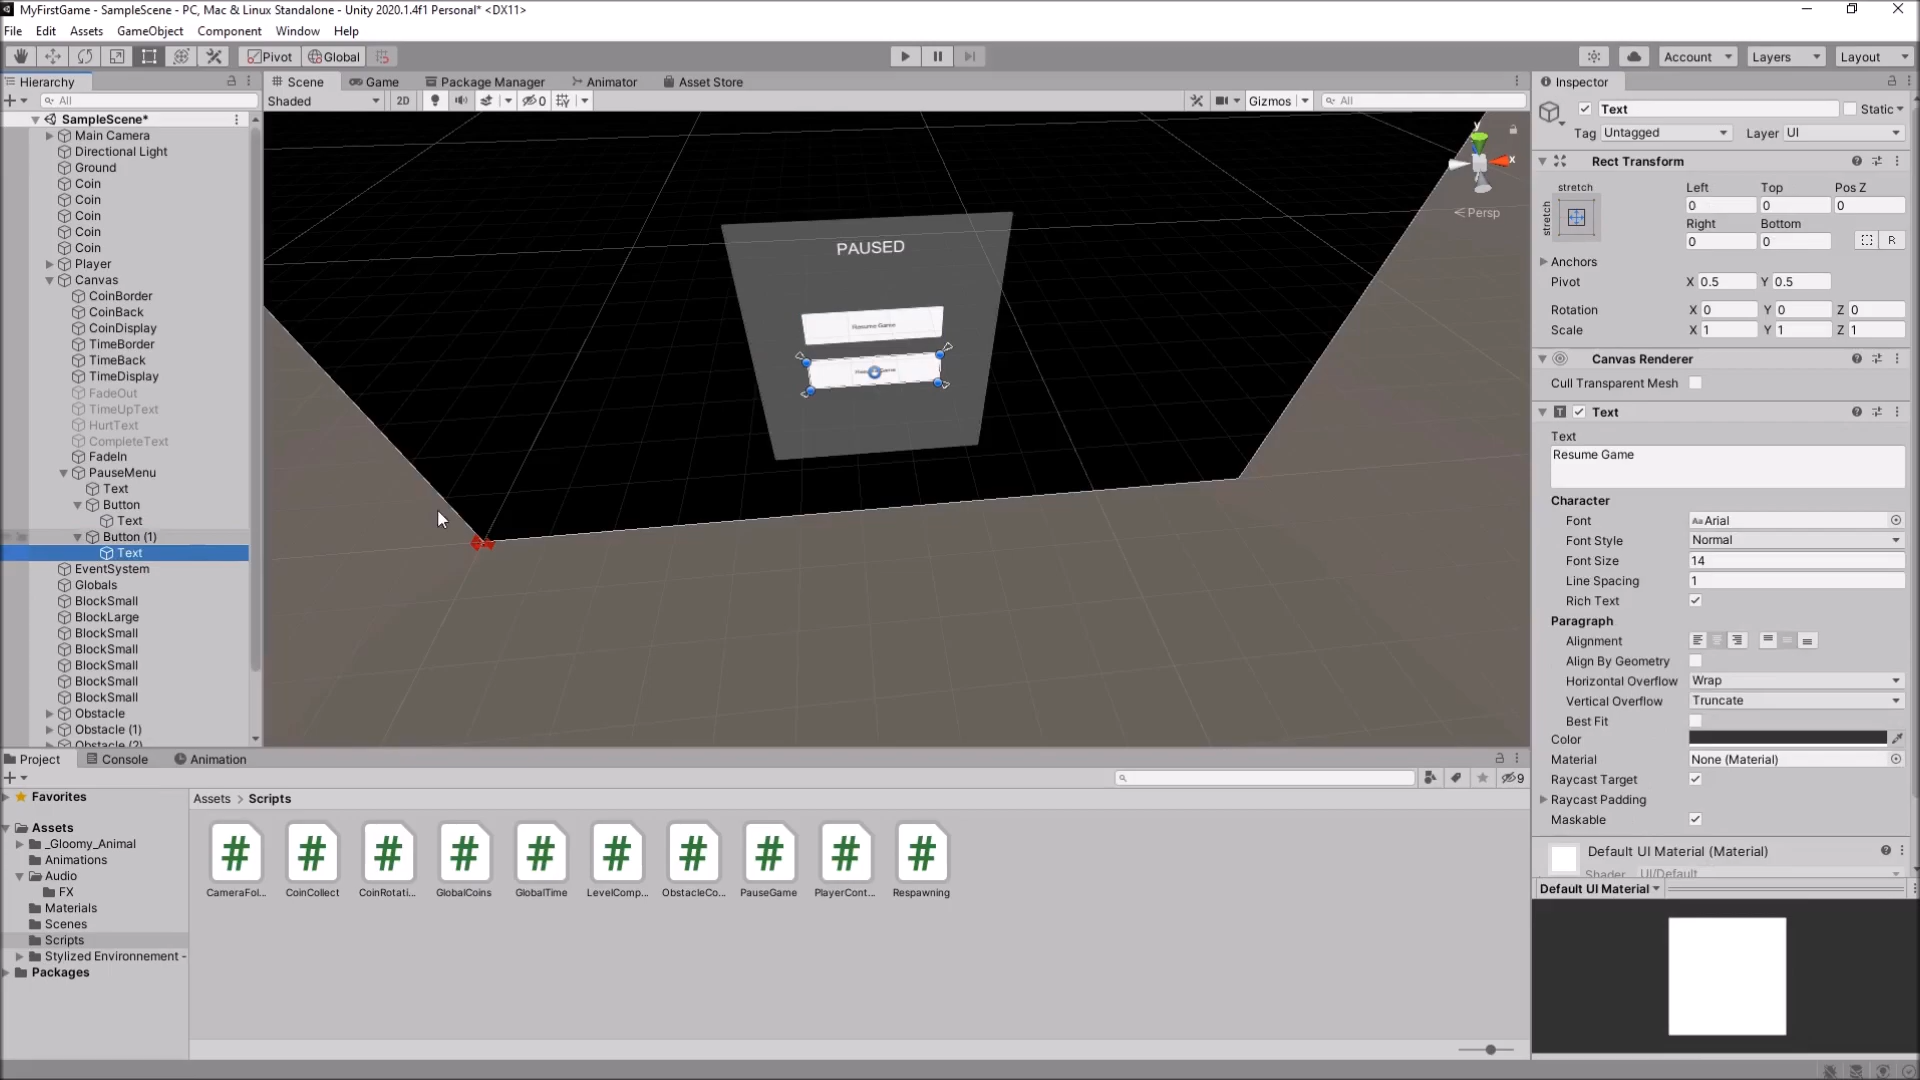 MyFirstGame - SampleScene - PC, Mac & Linux Standalone - Unity 2020.1.4f1 Personal* <DX11>
File Edit Assets GameObject Component Window Help
Pivot Global Account Layers Layout
Hierarchy
All
SampleScene*
Main Camera
Directional Light
Ground
Coin
Coin
Coin
Coin
Coin
Player
Canvas
CoinBorder
CoinBack
CoinDisplay
TimeBorder
TimeBack
TimeDisplay
FadeOut
TimeUpText
HurtText
CompleteText
FadeIn
PauseMenu
Text
Button
Text
Button (1)
Text
EventSystem
Globals
BlockSmall
BlockLarge
BlockSmall
BlockSmall
BlockSmall
BlockSmall
BlockSmall
Obstacle
Obstacle (1)
Obstacle (2)
Scene Game Package Manager Animator Asset Store
Shaded 2D 0 Gizmos All
y
x
Persp
PAUSED
Resume Game
Inspector
Text Static
Tag Untagged Layer UI
Rect Transform
stretch Left Top Pos Z
stretch 0 0 0
Right Bottom
0 0 R
Anchors
Pivot X 0.5 Y 0.5
Rotation X 0 Y 0 Z 0
Scale X 1 Y 1 Z 1
Canvas Renderer
Cull Transparent Mesh
Text
Text
Resume Game
Character
Font Aa Arial
Font Style Normal
Font Size 14
Line Spacing 1
Rich Text
Paragraph
Alignment
Align By Geometry
Horizontal Overflow Wrap
Vertical Overflow Truncate
Best Fit
Color
Material None (Material)
Raycast Target
Raycast Padding
Maskable
Default UI Material (Material)
Shader UI/Default
Default UI Material
Project Console Animation
9
Favorites
Assets
_Gloomy_Animal
Animations
Audio
FX
Materials
Scenes
Scripts
Stylized Environnement -
Packages
Assets > Scripts
CameraFol... CoinCollect CoinRotati... GlobalCoins GlobalTime LevelComp... ObstacleCo... PauseGame PlayerCont... Respawning